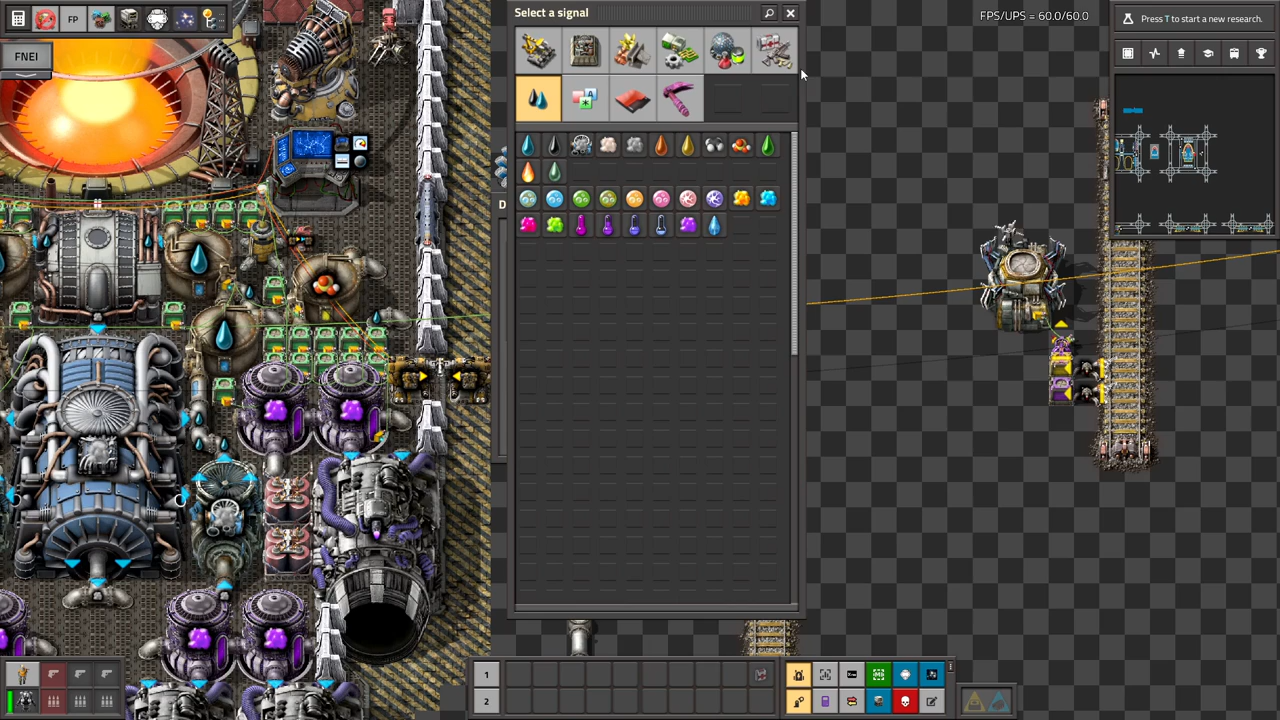 FP
Select a signal
FPS/UPS = 60.0/60.0
Press T to start a new research.
FNEI
D
1
2